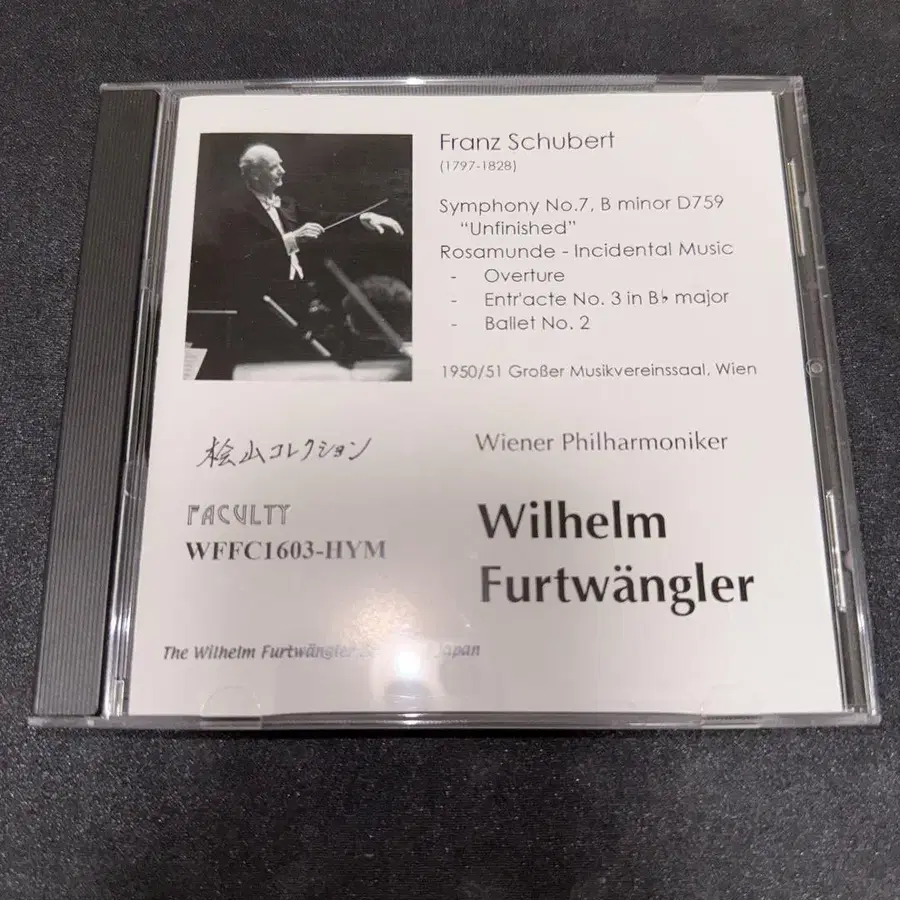 Franz Schubert
(1797-1828)
Symphony No.7, B minor D759
"Unfinished"
Rosamunde - Incidental Music
- Overture
- Entr'acte No. 3 in B♭ major
- Ballet No. 2
1950/51 Großer Musikvereinssaal, Wien
桧山コレクション
Wiener Philharmoniker
FACULTY
WFFC1603-HYM
Wilhelm
Furtwängler
The Wilhelm Furtwängler Japan